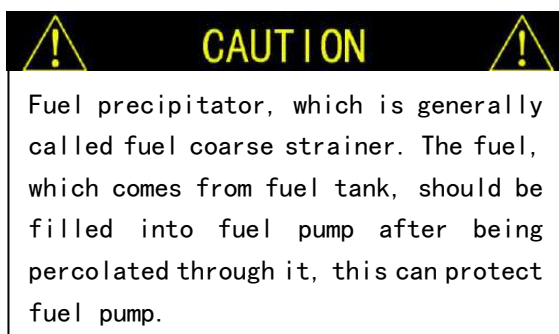 CAUTION
Fuel precipitator, which is generally
called fuel coarse strainer. The fuel,
which comes from fuel tank, should be
filled into fuel pump after being
percolated through it, this can protect
fuel pump.